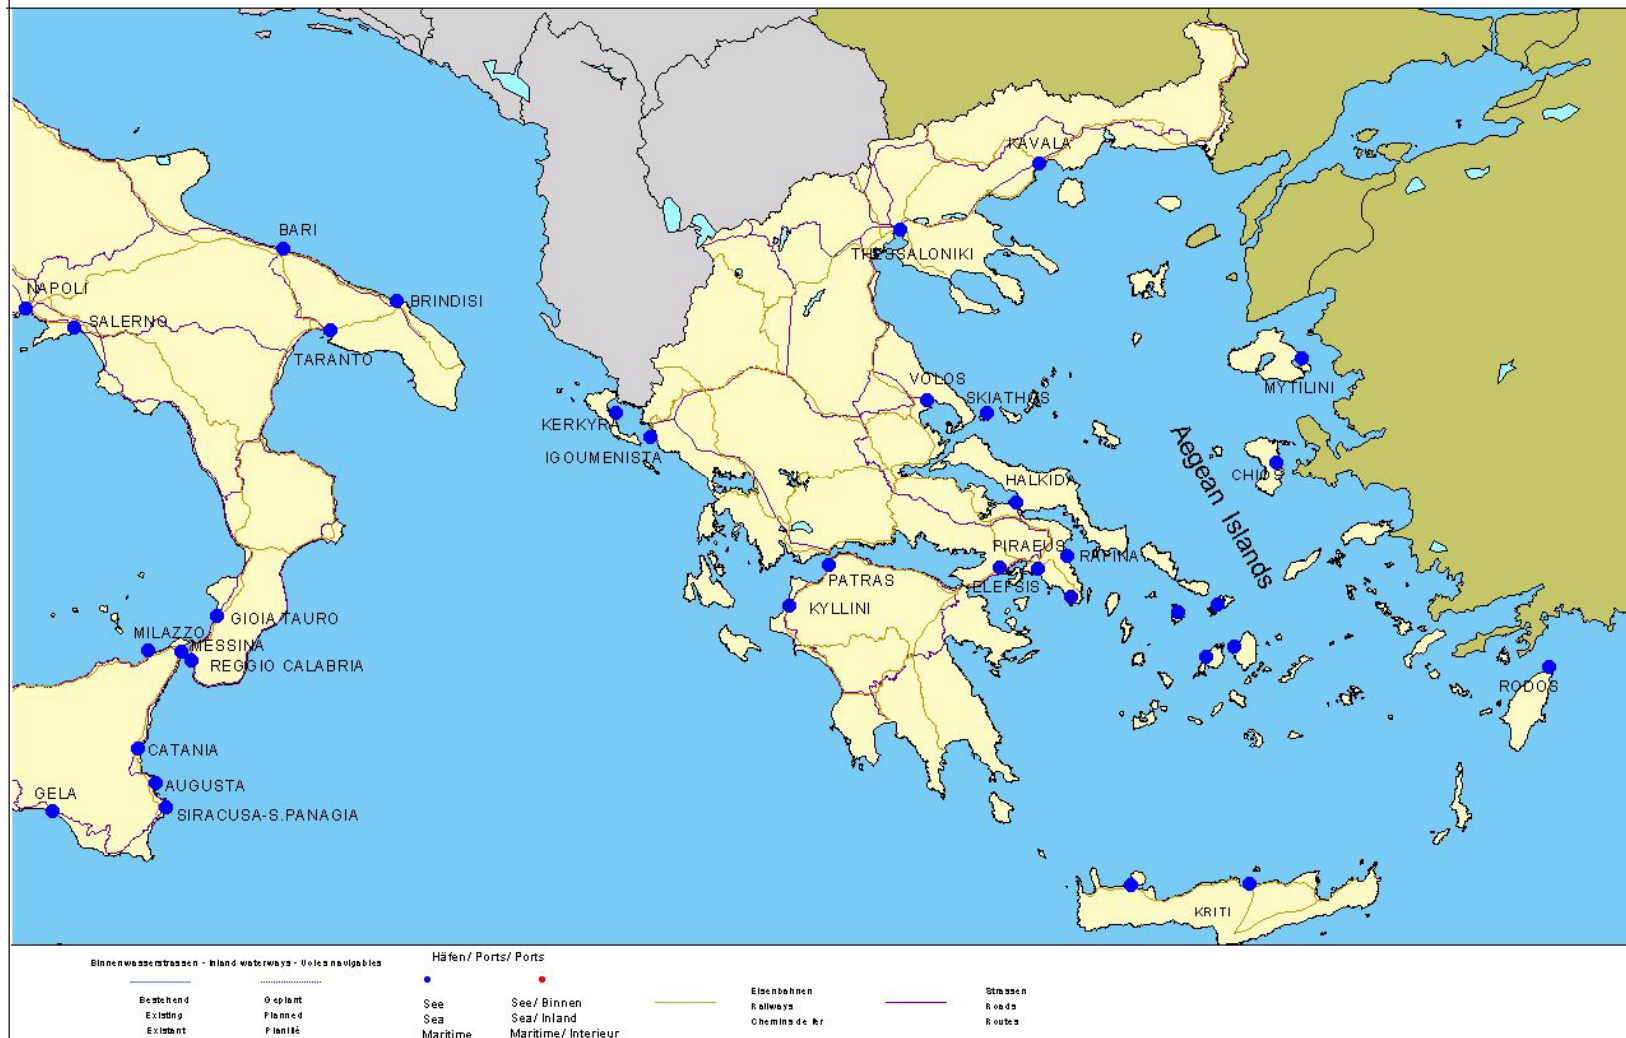 KAVALA
BARI
THESSALONIKI
NAPOLI
BRINDISI
SALERNO
TARANTO
VOLOS
MYTILINI
SKIATHOS
KERKYRA
IGOUMENISTA
Aegean Islands
CHIOS
HALKIDA
PIRAEUS
RAFINA
PATRAS
ELEFSIS
KYLLINI
GIOIA TAURO
MILAZZO
MESSINA
REGGIO CALABRIA
RODOS
CATANIA
AUGUSTA
GELA
SIRACUSA-S.PANAGIA
KRITI
Binnenwasserstrassen - Inland waterways - Voies navigables
Häfen/ Ports/ Ports
Bestehend
Existing
Existant
Geplant
Planned
Planifié
See
Sea
Maritime
See/ Binnen
Sea/ Inland
Maritime/ Interieur
Eisenbahnen
Railways
Chemins de fer
Strassen
Roads
Routes